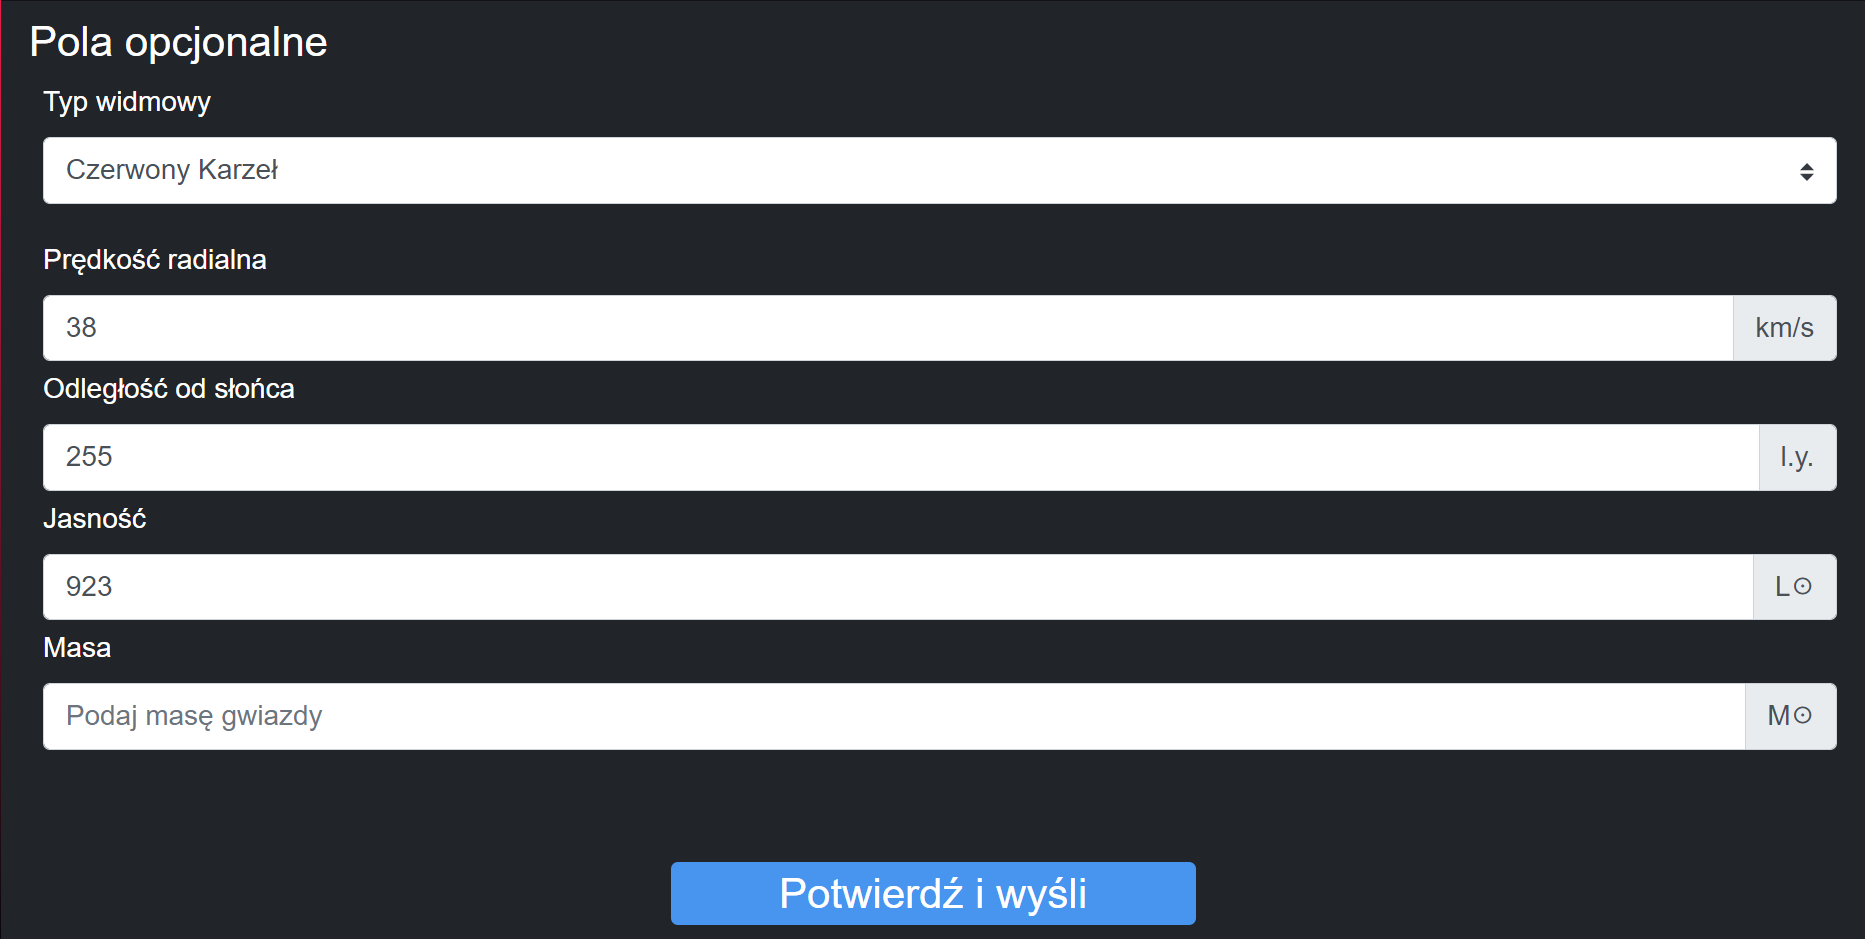 Pola opcjonalne
Typ widmowy
Czerwony Karzeł
Prędkość radialna
38 km/s
Odległość od słońca
255 l.y.
Jasność
923 L☉
Masa
Podaj masę gwiazdy M☉
Potwierdź i wyśli